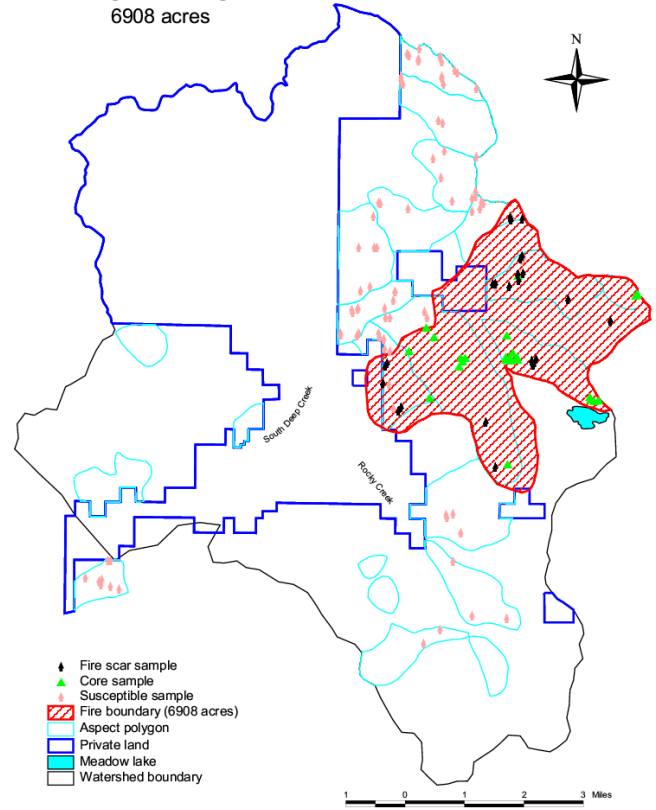 6908 acres
N
South Deep Creek
Rocky Creek
Fire scar sample
Core sample
Susceptible sample
Fire boundary (6908 acres)
Aspect polygon
Private land
Meadow lake
Watershed boundary
1 0 1 2 3 Miles